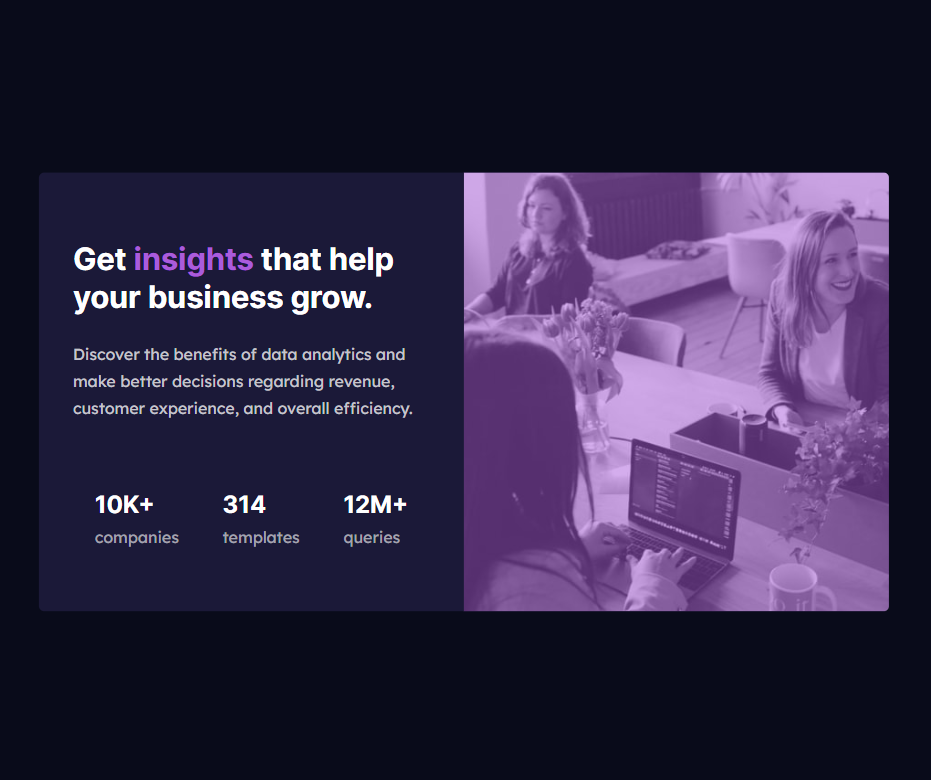 Get insights that help
your business grow.
Discover the benefits of data analytics and
make better decisions regarding revenue,
customer experience, and overall efficiency.
10K+ 314 12M+
companies templates queries